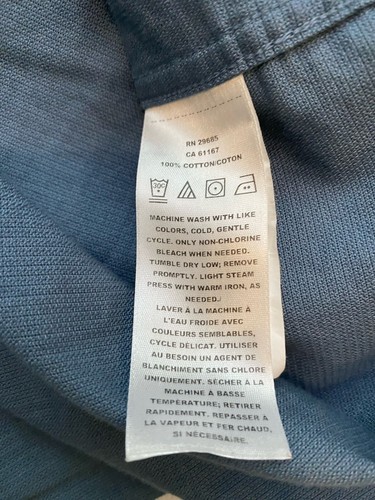 RN 29685
CA 61167
100% COTTON/COTON
30C
MACHINE WASH WITH LIKE
COLORS, COLD, GENTLE
CYCLE. ONLY NON-CHLORINE
BLEACH WHEN NEEDED.
TUMBLE DRY LOW; REMOVE
PROMPTLY. LIGHT STEAM
PRESS WITH WARM IRON, AS
NEEDED./
LAVER À LA MACHINE À
L'EAU FROIDE AVEC
COULEURS SEMBLABLES,
CYCLE DÉLICAT. UTILISER
AU BESOIN UN AGENT DE
BLANCHIMENT SANS CHLORE
UNIQUEMENT. SÉCHER À LA
MACHINE À BASSE
TEMPÉRATURE; RETIRER
RAPIDEMENT. REPASSER À
LA VAPEUR ET FER CHAUD,
SI NÉCESSAIRE.